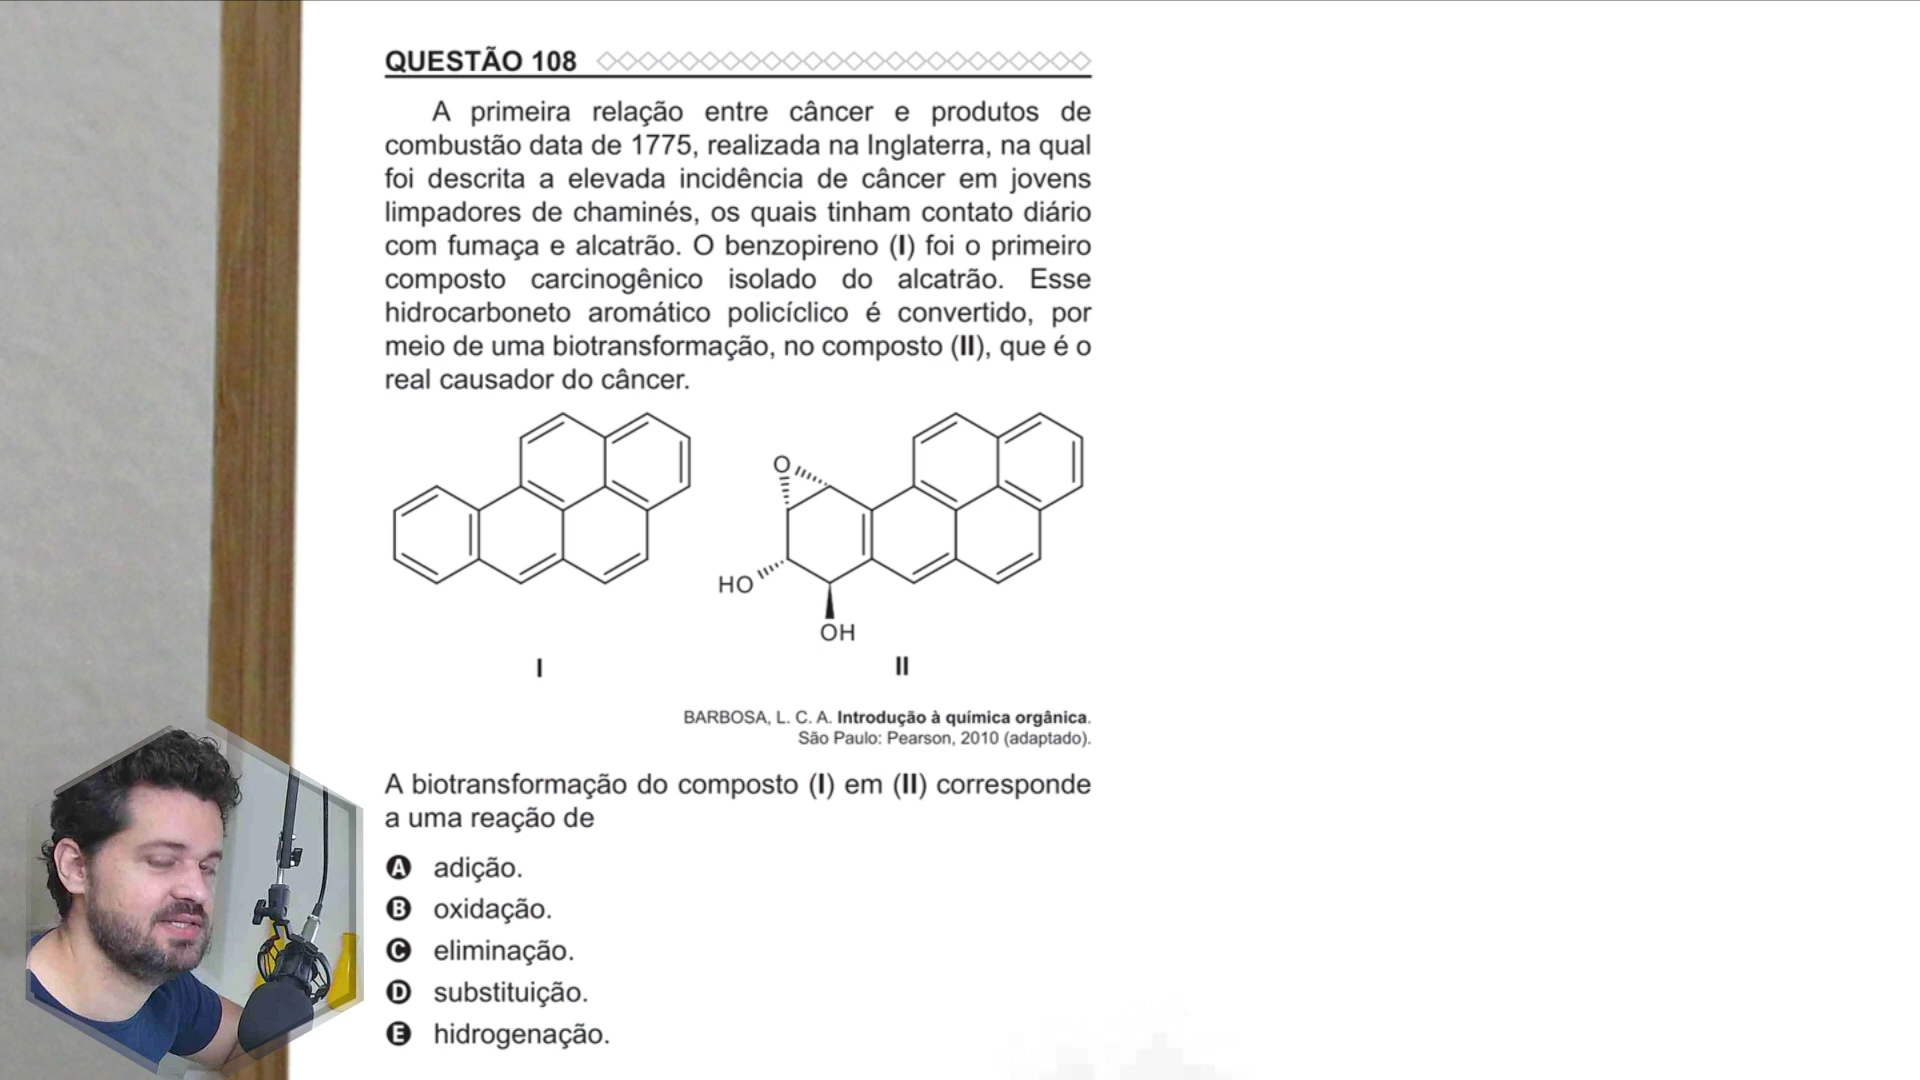 QUESTÃO 108
A primeira relação entre câncer e produtos de
combustão data de 1775, realizada na Inglaterra, na qual
foi descrita a elevada incidência de câncer em jovens
limpadores de chaminés, os quais tinham contato diário
com fumaça e alcatrão. O benzopireno (I) foi o primeiro
composto carcinogênico isolado do alcatrão. Esse
hidrocarboneto aromático policíclico é convertido, por
meio de uma biotransformação, no composto (II), que é o
real causador do câncer.
O
HO
OH
I
II
BARBOSA, L. C. A. Introdução à química orgânica.
São Paulo: Pearson, 2010 (adaptado).
A biotransformação do composto (I) em (II) corresponde
a uma reação de
A adição.
B oxidação.
C eliminação.
D substituição.
E hidrogenação.